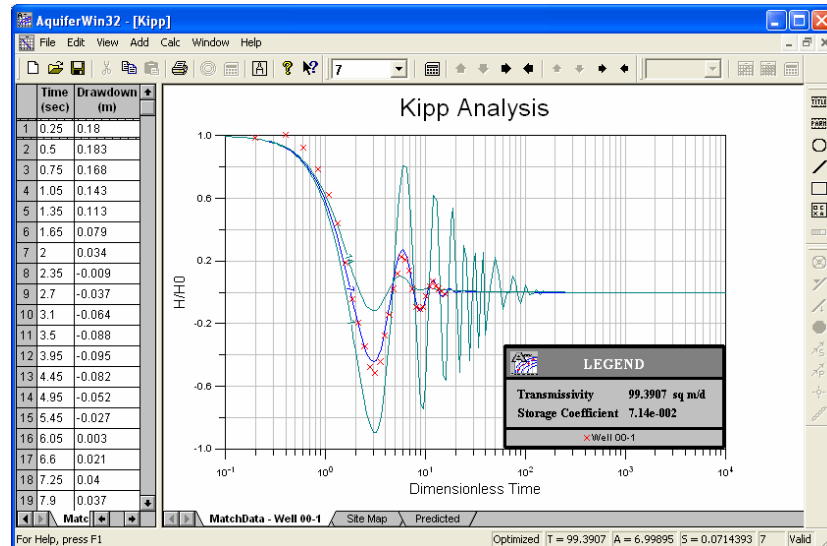 AquiferWin32 - [Kipp]
File Edit View Add Calc Window Help
7
Time (sec) Drawdown (m)
1 0.25 0.18
2 0.5 0.183
3 0.75 0.168
4 1.05 0.143
5 1.35 0.113
6 1.65 0.079
7 2 0.034
8 2.35 -0.009
9 2.7 -0.037
10 3.1 -0.064
11 3.5 -0.088
12 3.95 -0.095
13 4.45 -0.082
14 4.95 -0.052
15 5.45 -0.027
16 6.05 0.003
17 6.6 0.021
18 7.25 0.04
19 7.9 0.037
Kipp Analysis
1.0
0.6
0.2
-0.2
-0.6
-1.0
H/H0
10-1 100 101 102 103 104
Dimensionless Time
LEGEND
Transmissivity 99.3907 sq m/d
Storage Coefficient 7.14e-002
Well 00-1
TITLE
PARM
Matc
MatchData - Well 00-1 Site Map Predicted
For Help, press F1
Optimized T = 99.3907 A = 6.99895 S = 0.0714393 7 Valid